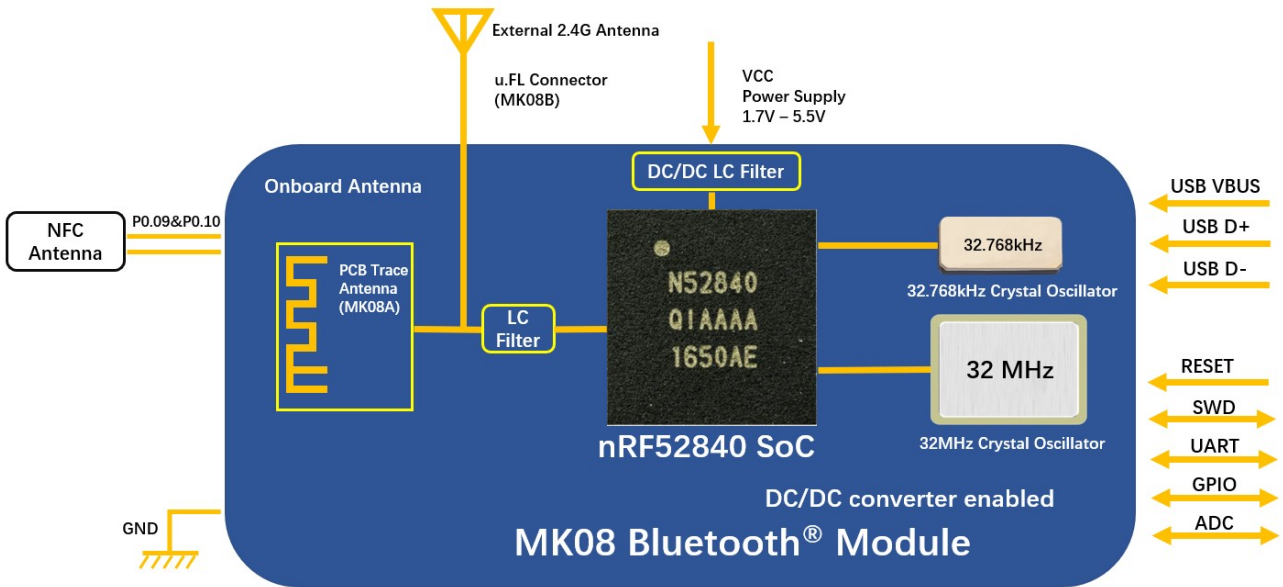 External 2.4G Antenna
u.FL Connector
(MK08B)
VCC
Power Supply
1.7V – 5.5V
Onboard Antenna
DC/DC LC Filter
NFC
Antenna
P0.09&P0.10
PCB Trace
Antenna
(MK08A)
LC
Filter
N52840
QIAAAA
1650AE
nRF52840 SoC
32.768kHz
32.768kHz Crystal Oscillator
32 MHz
32MHz Crystal Oscillator
USB VBUS
USB D+
USB D-
RESET
SWD
UART
GPIO
ADC
GND
DC/DC converter enabled
MK08 Bluetooth® Module